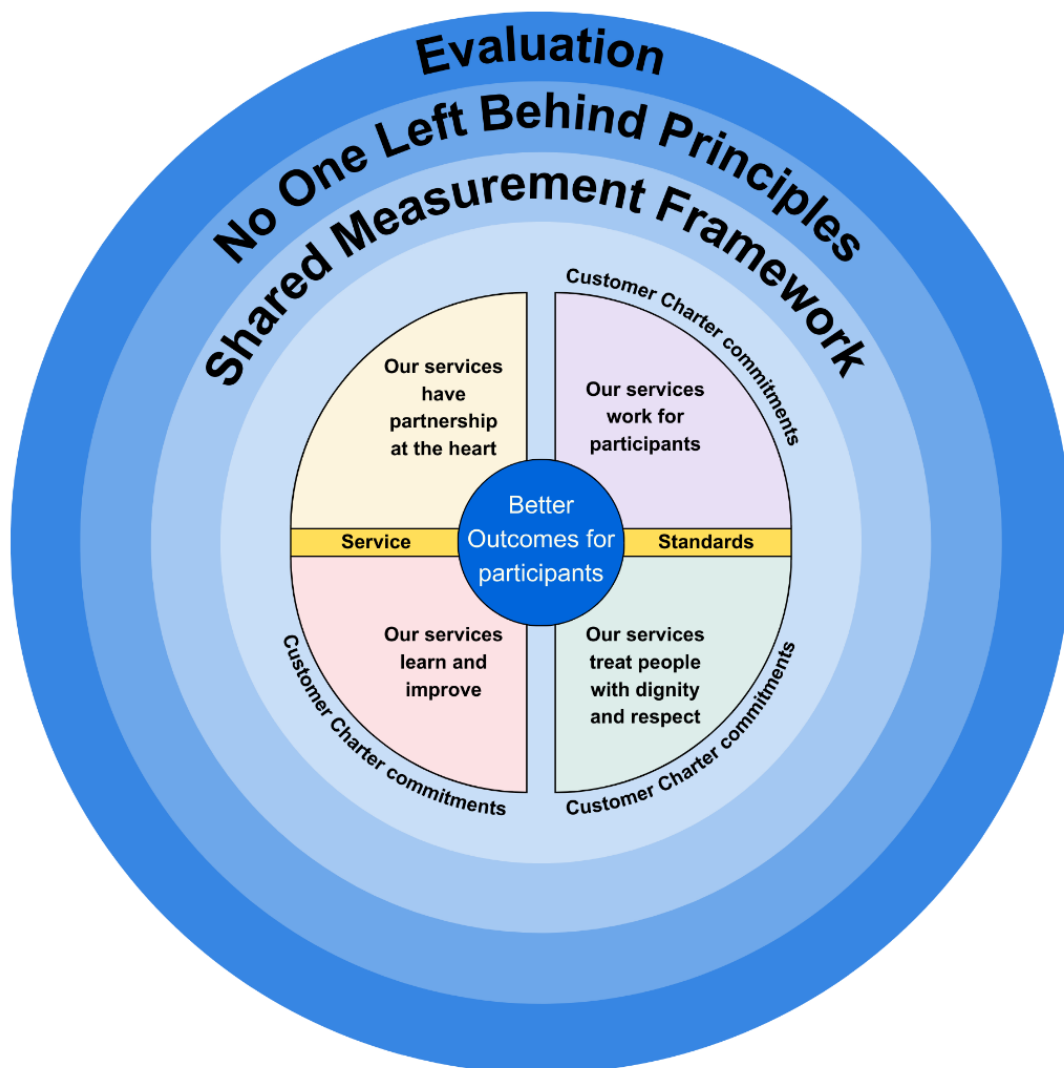 Evaluation
No One Left Behind Principles
Shared Measurement Framework
Customer Charter commitments
Our services
have
partnership
at the heart
Our services
work for
participants
Better
Outcomes for
participants
Service
Standards
Our services
learn and
improve
Our services
treat people
with dignity
and respect
Customer Charter commitments
Customer Charter commitments